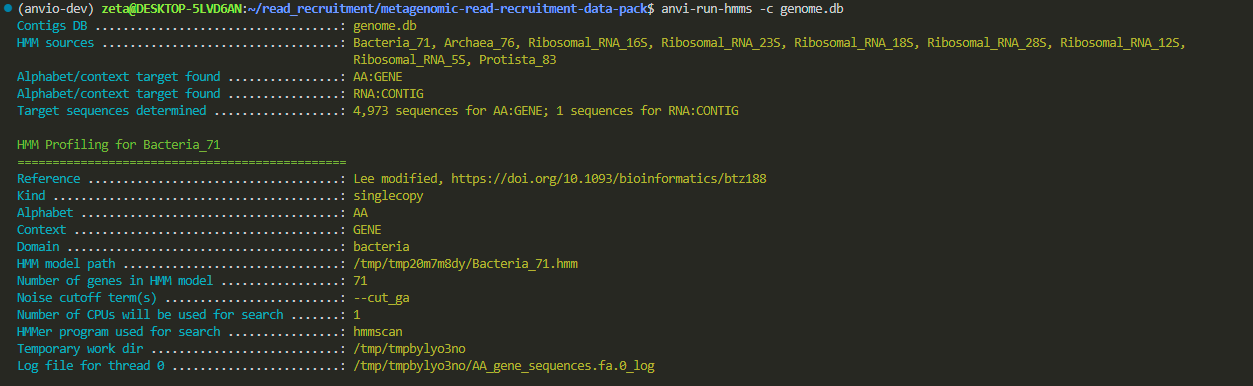 (anvio-dev) zeta@DESKTOP-5LVD6AN:~/read_recruitment/metagenomic-read-recruitment-data-pack$ anvi-run-hmms -c genome.db
Contigs DB ...................................: genome.db
HMM sources ..................................: Bacteria_71, Archaea_76, Ribosomal_RNA_16S, Ribosomal_RNA_23S, Ribosomal_RNA_18S, Ribosomal_RNA_28S, Ribosomal_RNA_12S,
Ribosomal_RNA_5S, Protista_83
Alphabet/context target found ................: AA:GENE
Alphabet/context target found ................: RNA:CONTIG
Target sequences determined ..................: 4,973 sequences for AA:GENE; 1 sequences for RNA:CONTIG
HMM Profiling for Bacteria_71
===============================================
Reference ....................................: Lee modified, https://doi.org/10.1093/bioinformatics/btz188
Kind .........................................: singlecopy
Alphabet .....................................: AA
Context ......................................: GENE
Domain .......................................: bacteria
HMM model path ...............................: /tmp/tmp20m7m8dy/Bacteria_71.hmm
Number of genes in HMM model .................: 71
Noise cutoff term(s) .........................: --cut_ga
Number of CPUs will be used for search .......: 1
HMMer program used for search ................: hmmscan
Temporary work dir ...........................: /tmp/tmpbylyo3no
Log file for thread 0 ........................: /tmp/tmpbylyo3no/AA_gene_sequences.fa.0_log